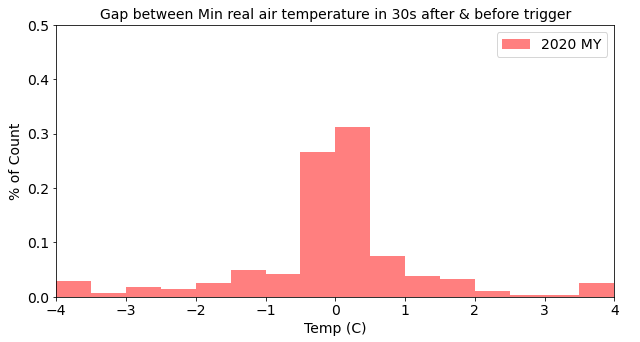 Gap between Min real air temperature in 30s after & before trigger
2020 MY
% of Count
0.5
0.4
0.3
0.2
0.1
0.0
−4 −3 −2 −1 0 1 2 3 4
Temp (C)